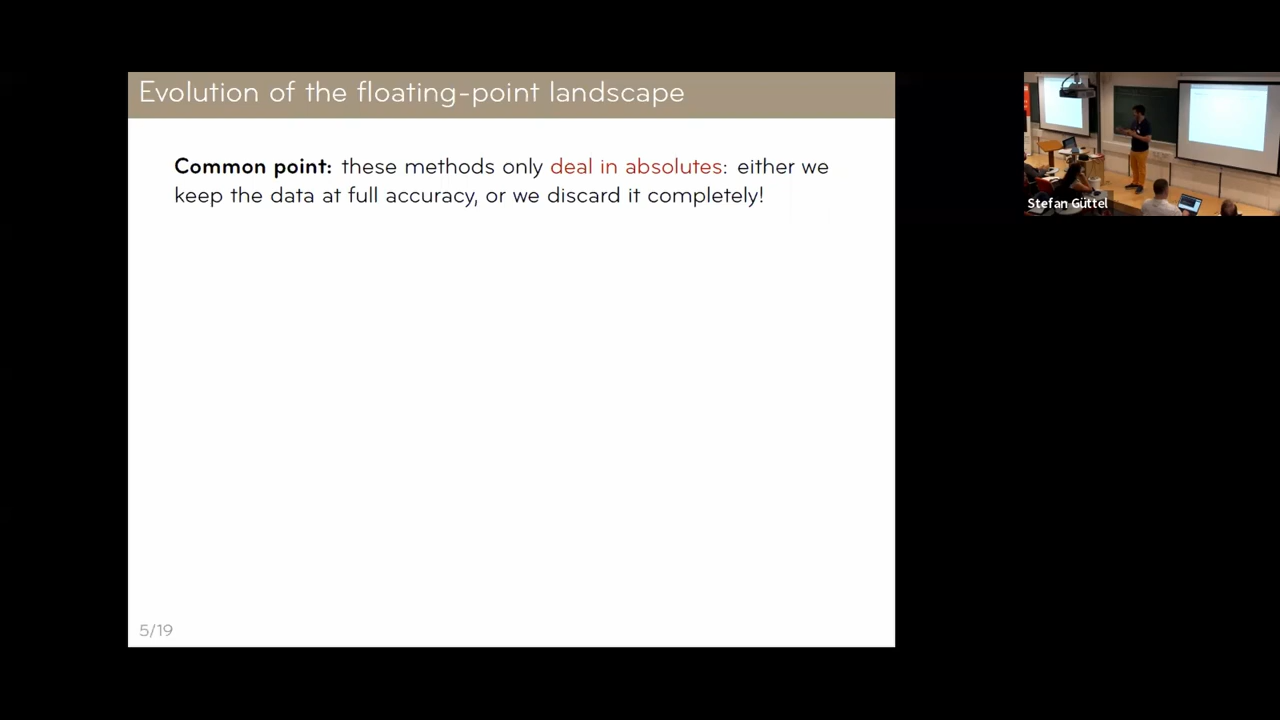 Evolution of the floating-point landscape
Common point: these methods only deal in absolutes: either we
keep the data at full accuracy, or we discard it completely!
5/19
Stefan Güttel